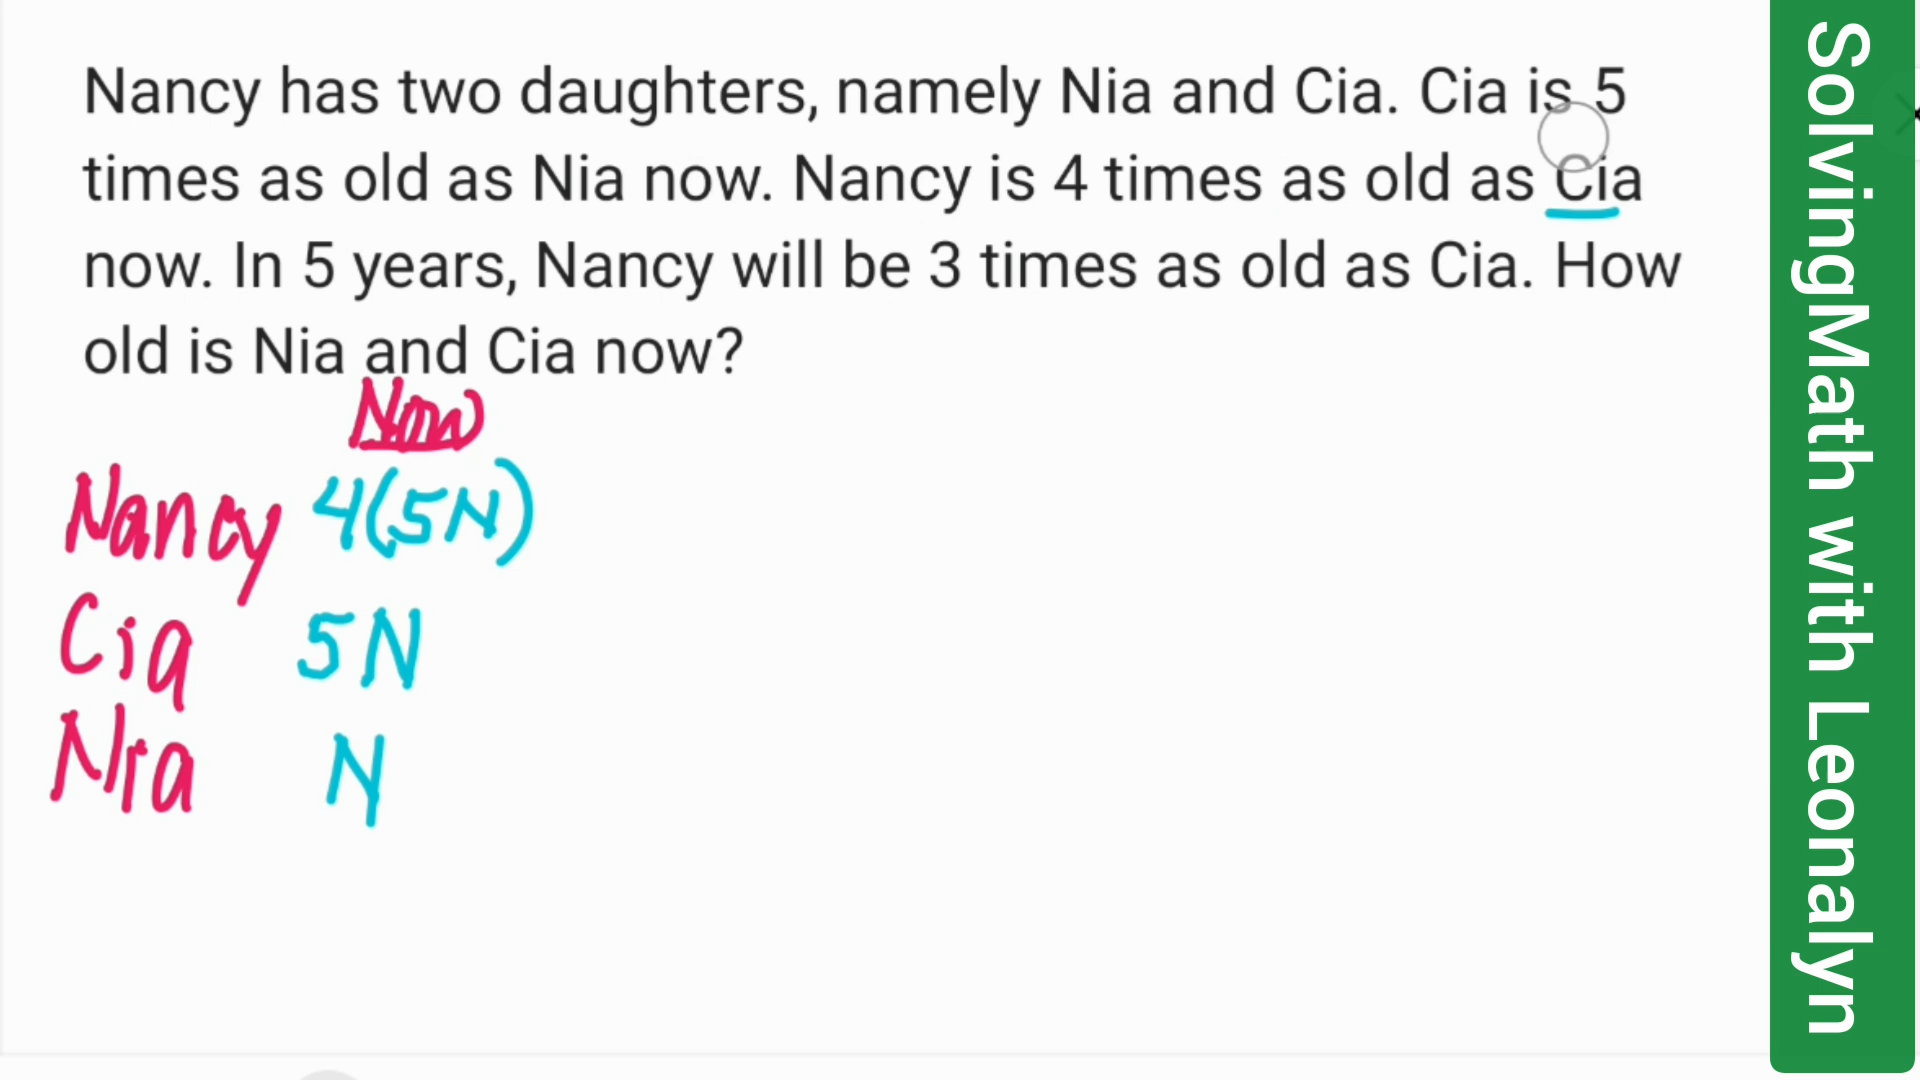 Nancy has two daughters, namely Nia and Cia. Cia is 5
times as old as Nia now. Nancy is 4 times as old as Cia
now. In 5 years, Nancy will be 3 times as old as Cia. How
old is Nia and Cia now?
Now
Nancy 4(5N)
Cia 5N
Nia N
SolvingMath with Leonalyn